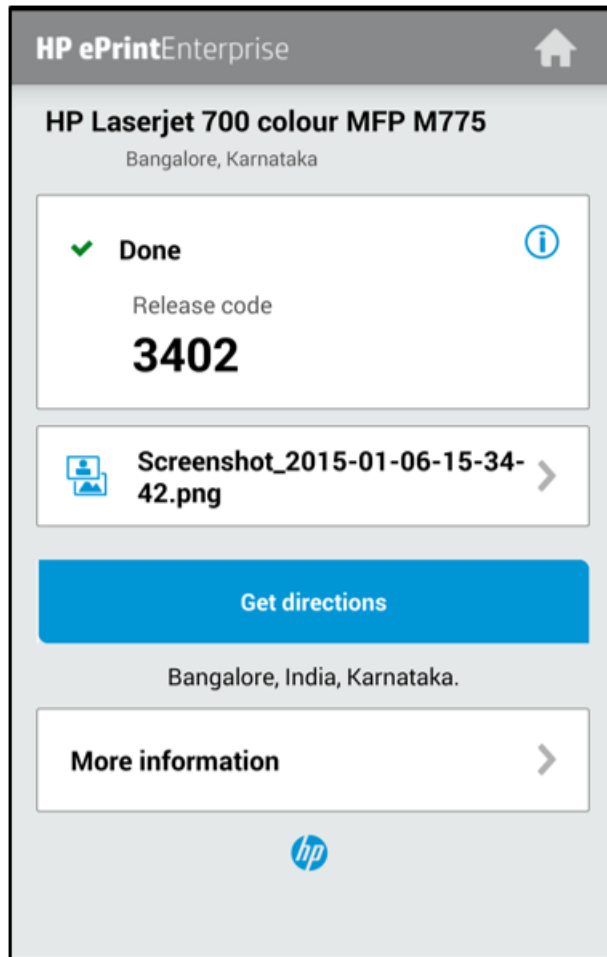 HP ePrintEnterprise
HP Laserjet 700 colour MFP M775
Bangalore, Karnataka
Done
Release code
3402
Screenshot_2015-01-06-15-34-
42.png
Get directions
Bangalore, India, Karnataka.
More information
hp